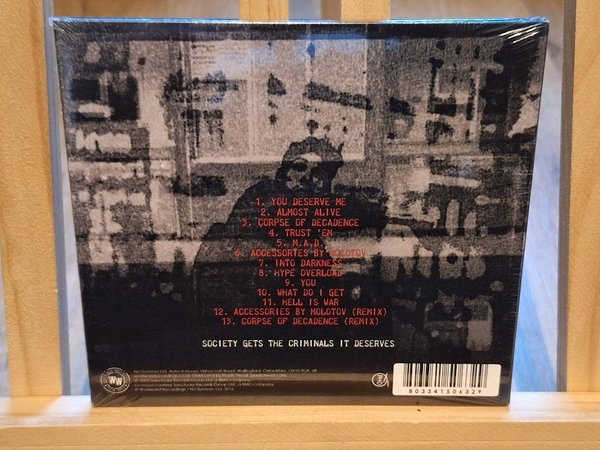 1. YOU DESERVE ME
2. ALMOST ALIVE
3. CORPSE OF DECADENCE
4. TRUST 'EM
5. M.A.D.
6. ACCESSORIES BY MOLOTOV
7. INTO DARKNESS
8. HYPE OVERLOAD
9. YOU
10. WHAT DO I GET
11. HELL IS WAR
12. ACCESSORIES BY MOLOTOV (REMIX)
13. CORPSE OF DECADENCE (REMIX)
SOCIETY GETS THE CRIMINALS IT DESERVES
WW
803341506329